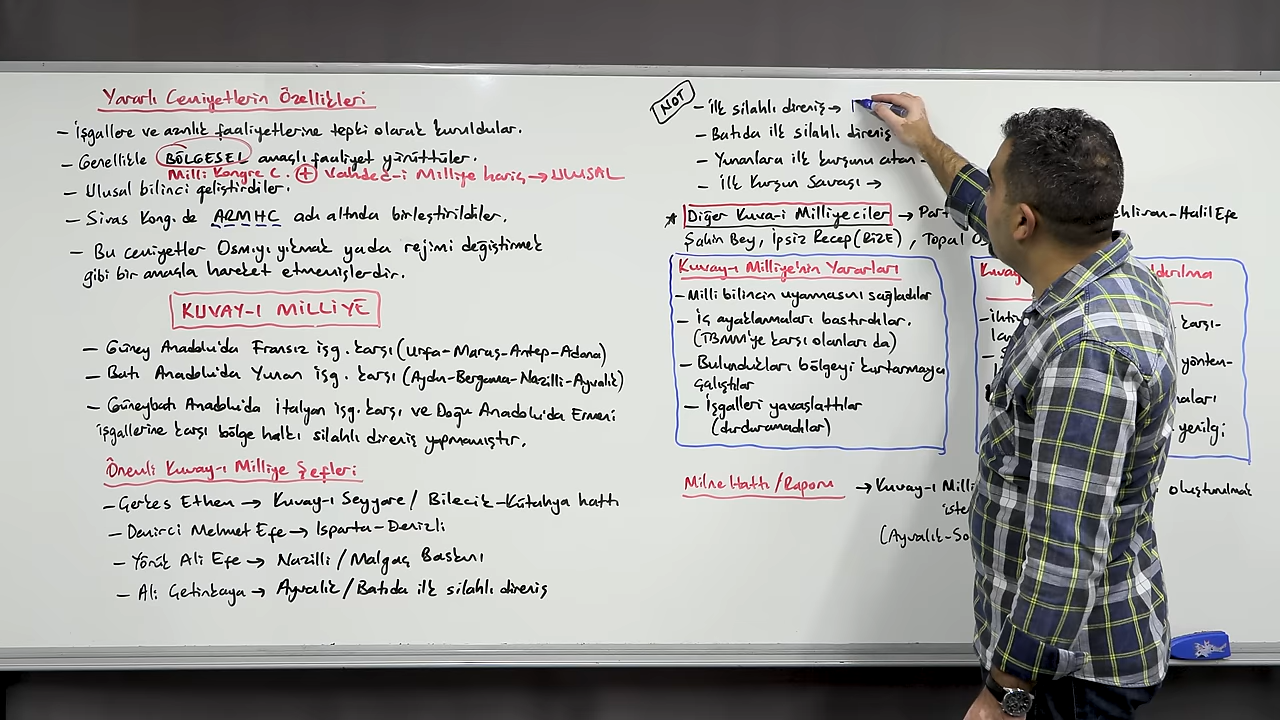 Yararlı Cemiyetlerin Özellikleri
- İşgallere ve azınlık faaliyetlerine tepki olarak kuruldular.
- Genellikle BÖLGESEL amaçlı faaliyet yürüttüler.
Milli Kongre C. + Vahdet-i Milliye hariç → ULUSAL
- Ulusal bilinci geliştirdiler.
- Sivas Kong. de ARMHC adı altında birleştirildiler.
- Bu cemiyetler Osmyı yıkmak yada rejimi değiştirmek
gibi bir amaçla hareket etmemişlerdir.
KUVAY-I MİLLİYE
- Güney Anadolu'da Fransız işg. karşı (Urfa-Maraş-Antep-Adana)
- Batı Anadolu'da Yunan işg. karşı (Aydın-Bergama-Nazilli-Ayvalık)
- Güneybatı Anadolu'da İtalyan işg. karşı ve Doğu Anadolu'da Ermeni
işgallerine karşı bölge halkı silahlı direniş yapmamıştır.
Önemli Kuvay-ı Milliye Şefleri
- Çerkes Ethem → Kuvay-ı Seyyare / Bilecik-Kütahya hattı
- Demirci Mehmet Efe → Isparta-Denizli
- Yörük Ali Efe → Nazilli / Malgaç Baskını
- Ali Çetinkaya → Ayvalık / Batıda ilk silahlı direniş
NOT
- İlk silahlı direniş →
- Batıda ilk silahlı direniş
- Yunanlara ilk kurşunu atan -
- İlk Kurşun Savaşı →
* Diğer Kuva-i Milliyeciler → - Halil Efe
Şahin Bey, İpsiz Recep (RİZE), Topal
Kuvay-ı Milliye'nin Yararları
- Milli bilincin uyanmasını sağladılar
- İç ayaklanmaları bastırdılar.
(TBMM'ye karşı olanları da)
- Bulundukları bölgeyi kurtarmaya
çalıştılar
- İşgalleri yavaşlattılar
(durduramadılar)
karşı-
yönten-
yenilgi
Milne Hattı / Raporu → Kuvay-ı oluşturulmak